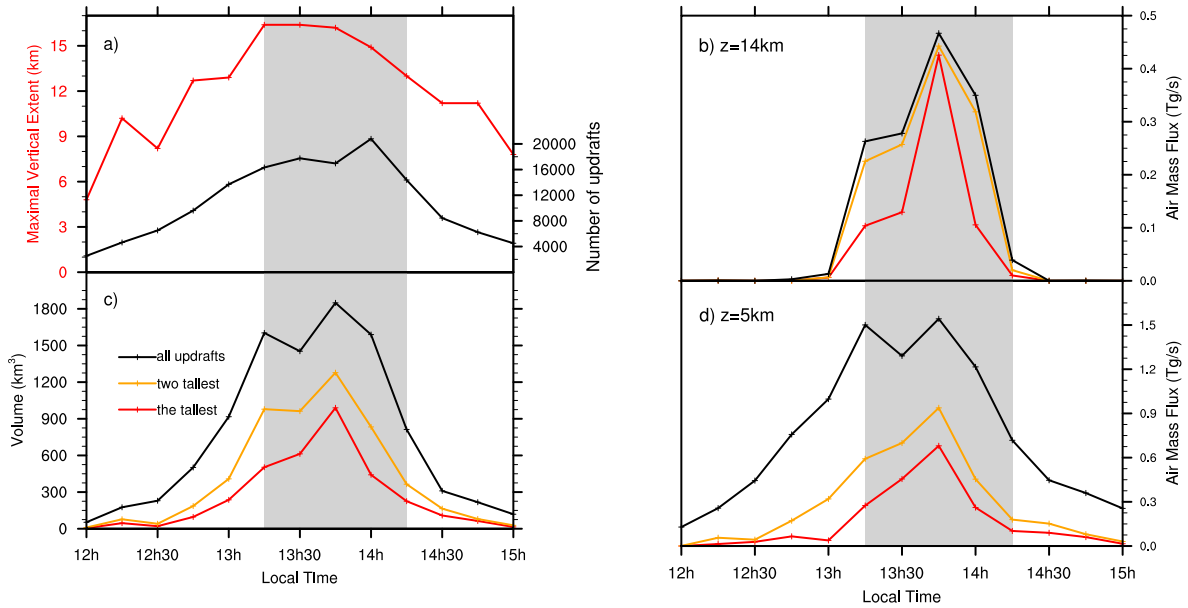 a)
Maximal Vertical Extent (km)
15
12
9
6
3
0
20000
16000
12000
8000
4000
Number of updrafts
b) z=14km
0.5
0.4
0.3
0.2
0.1
0.0
Air Mass Flux (Tg/s)
c)
Volume (km³)
1800
1500
1200
900
600
300
0
all updrafts
two tallest
the tallest
12h 12h30 13h 13h30 14h 14h30 15h
Local TIme
d) z=5km
1.5
1.2
0.9
0.6
0.3
0.0
Air Mass Flux (Tg/s)
12h 12h30 13h 13h30 14h 14h30 15h
Local Time